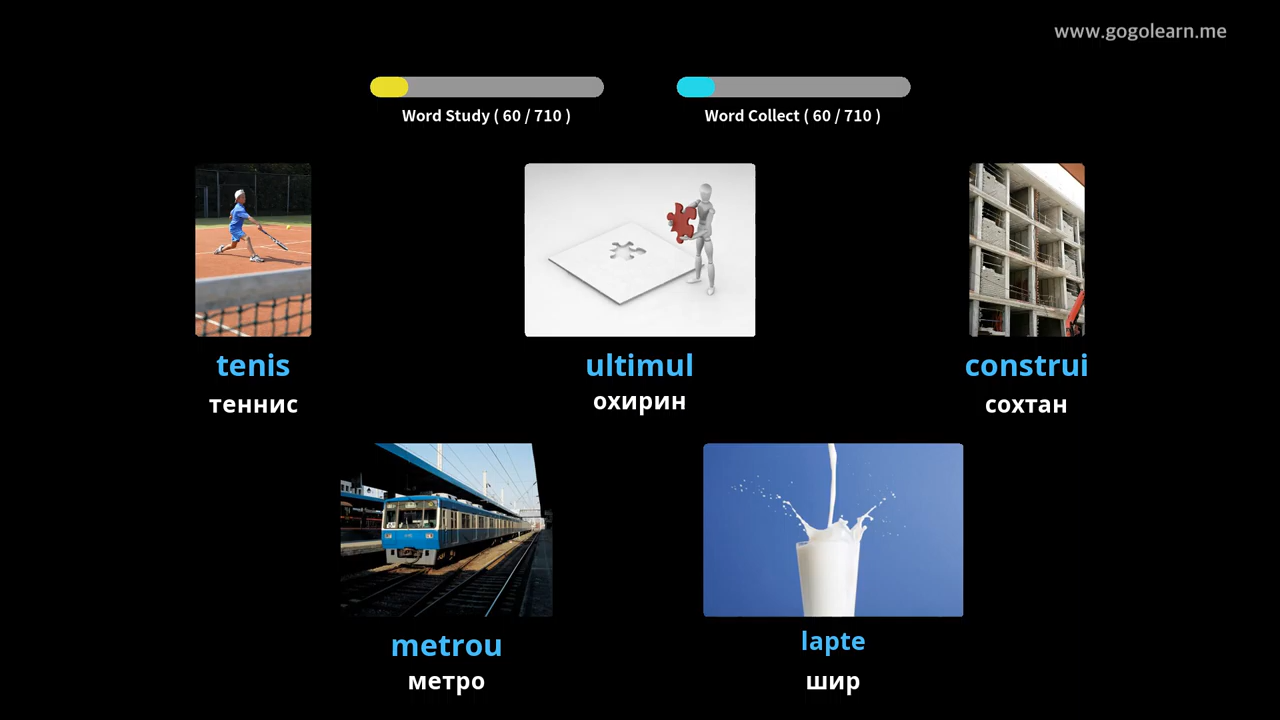 www.gogolearn.me
Word Study ( 60 / 710 )
Word Collect ( 60 / 710 )
tenis
теннис
ultimul
охирин
construi
сохтан
metrou
метро
lapte
шир